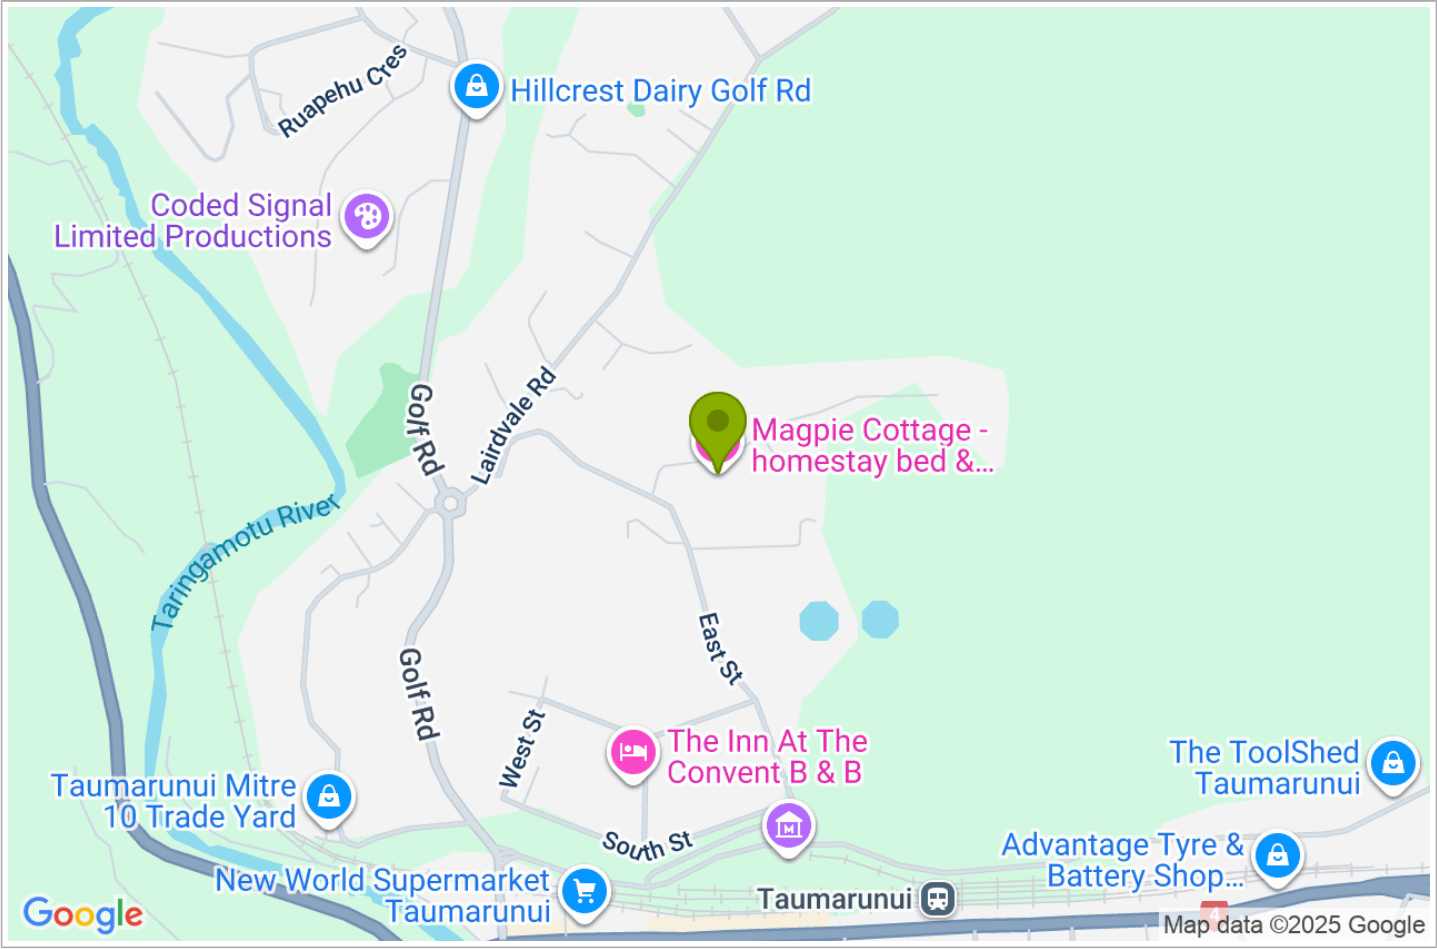 Ruapehu Cres
Hillcrest Dairy Golf Rd
Coded Signal
Limited Productions
Golf Rd
Lairdvale Rd
Magpie Cottage -
homestay bed &...
Taringamotu River
East St
Golf Rd
West St
The Inn At The
Convent B & B
The ToolShed
Taumarunui
Taumarunui Mitre
10 Trade Yard
South St
M
Advantage Tyre &
Battery Shop...
New World Supermarket
Taumarunui
Taumarunui
4
Google
Map data ©2025 Google